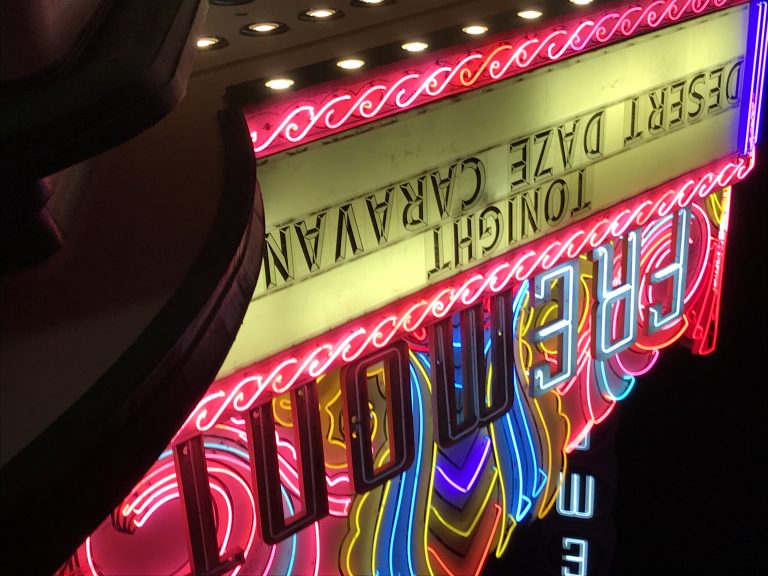 E
M
FREMONT
TONIGHT
DESERT DAZE CARAVAN